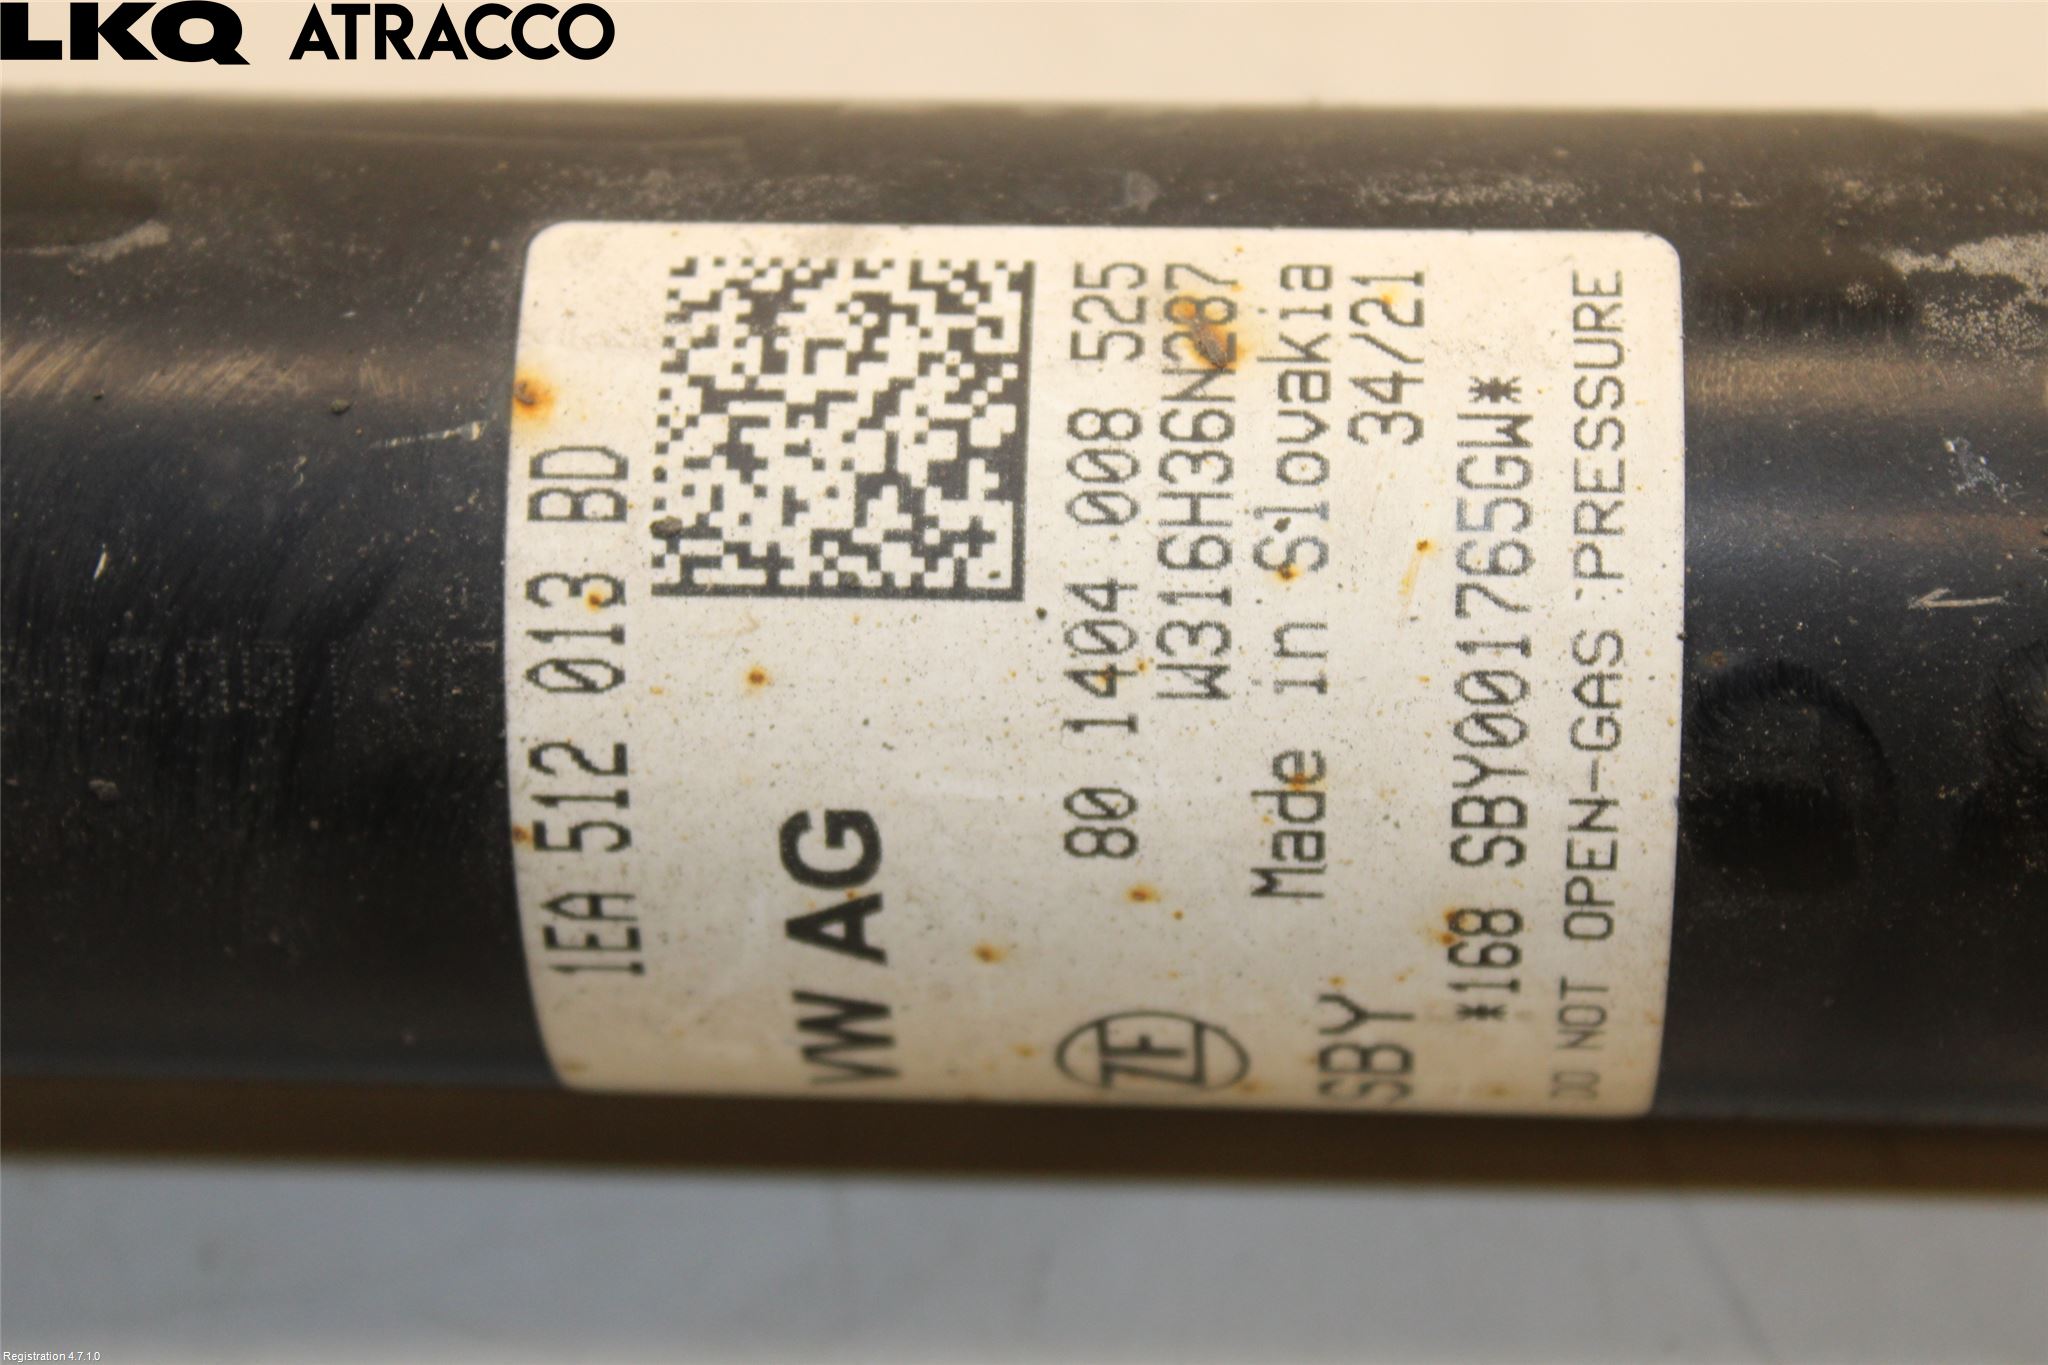 LKQ ATRACCO
1EA 512 013 BD
VW AG
80 1404 008 525
W316H36N287
ZF
Made in Slovakia
SBY
34/21
*168 SBY001765GW*
DO NOT OPEN-GAS PRESSURE
Registration 4.7.1.0